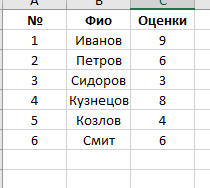 A B C
№ Фио Оценки
1 Иванов 9
2 Петров 6
3 Сидоров 3
4 Кузнецов 8
5 Козлов 4
6 Смит 6